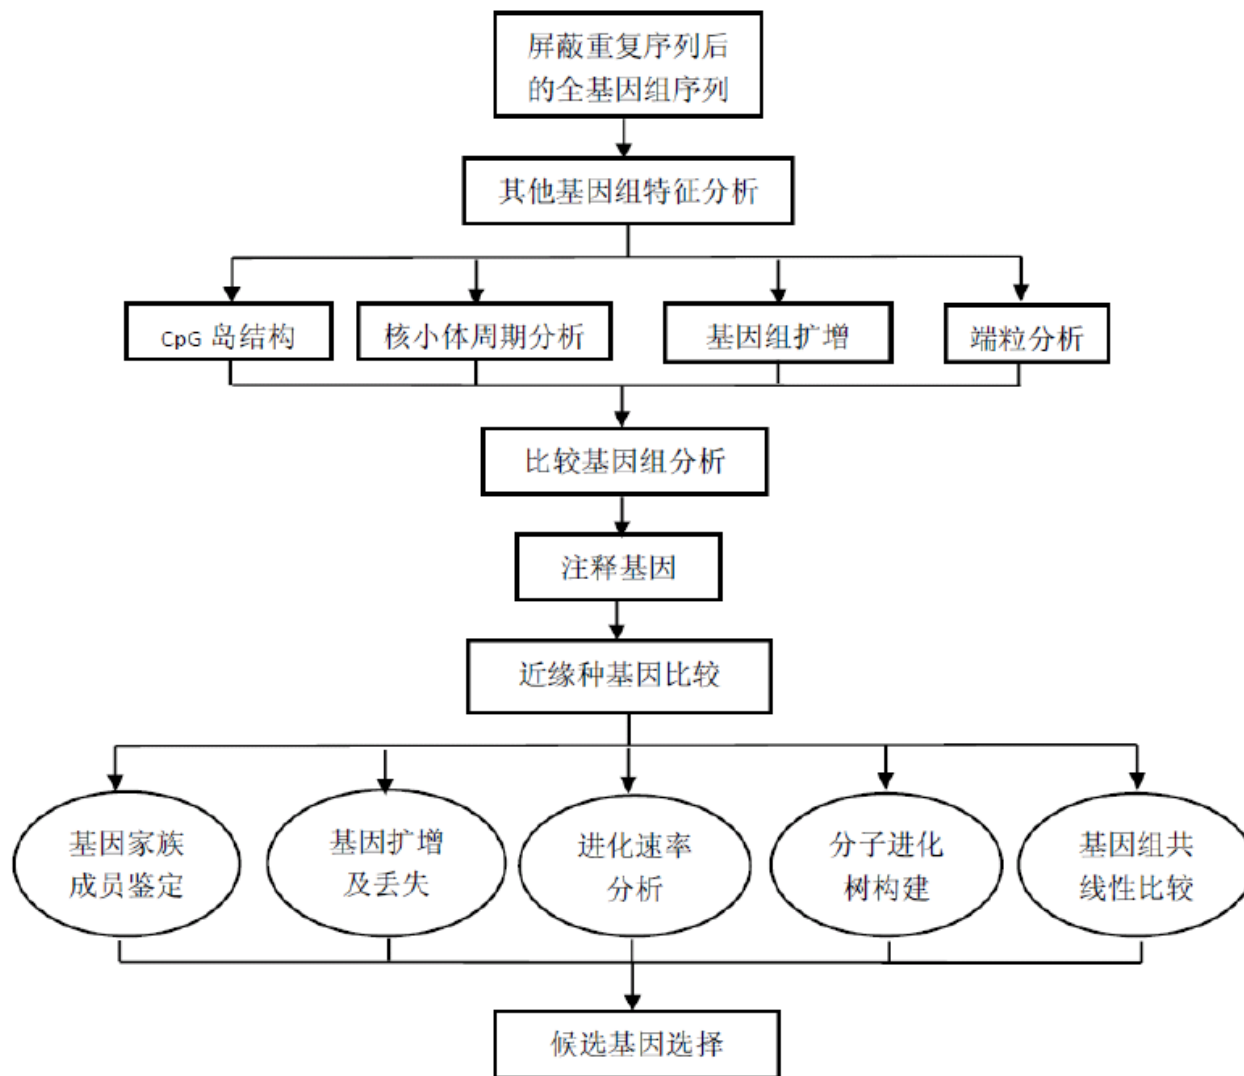 屏蔽重复序列后
的全基因组序列
其他基因组特征分析
CpG 岛结构
核小体周期分析
基因组扩增
端粒分析
比较基因组分析
注释基因
近缘种基因比较
基因家族
成员鉴定
基因扩增
及丢失
进化速率
分析
分子进化
树构建
基因组共
线性比较
候选基因选择